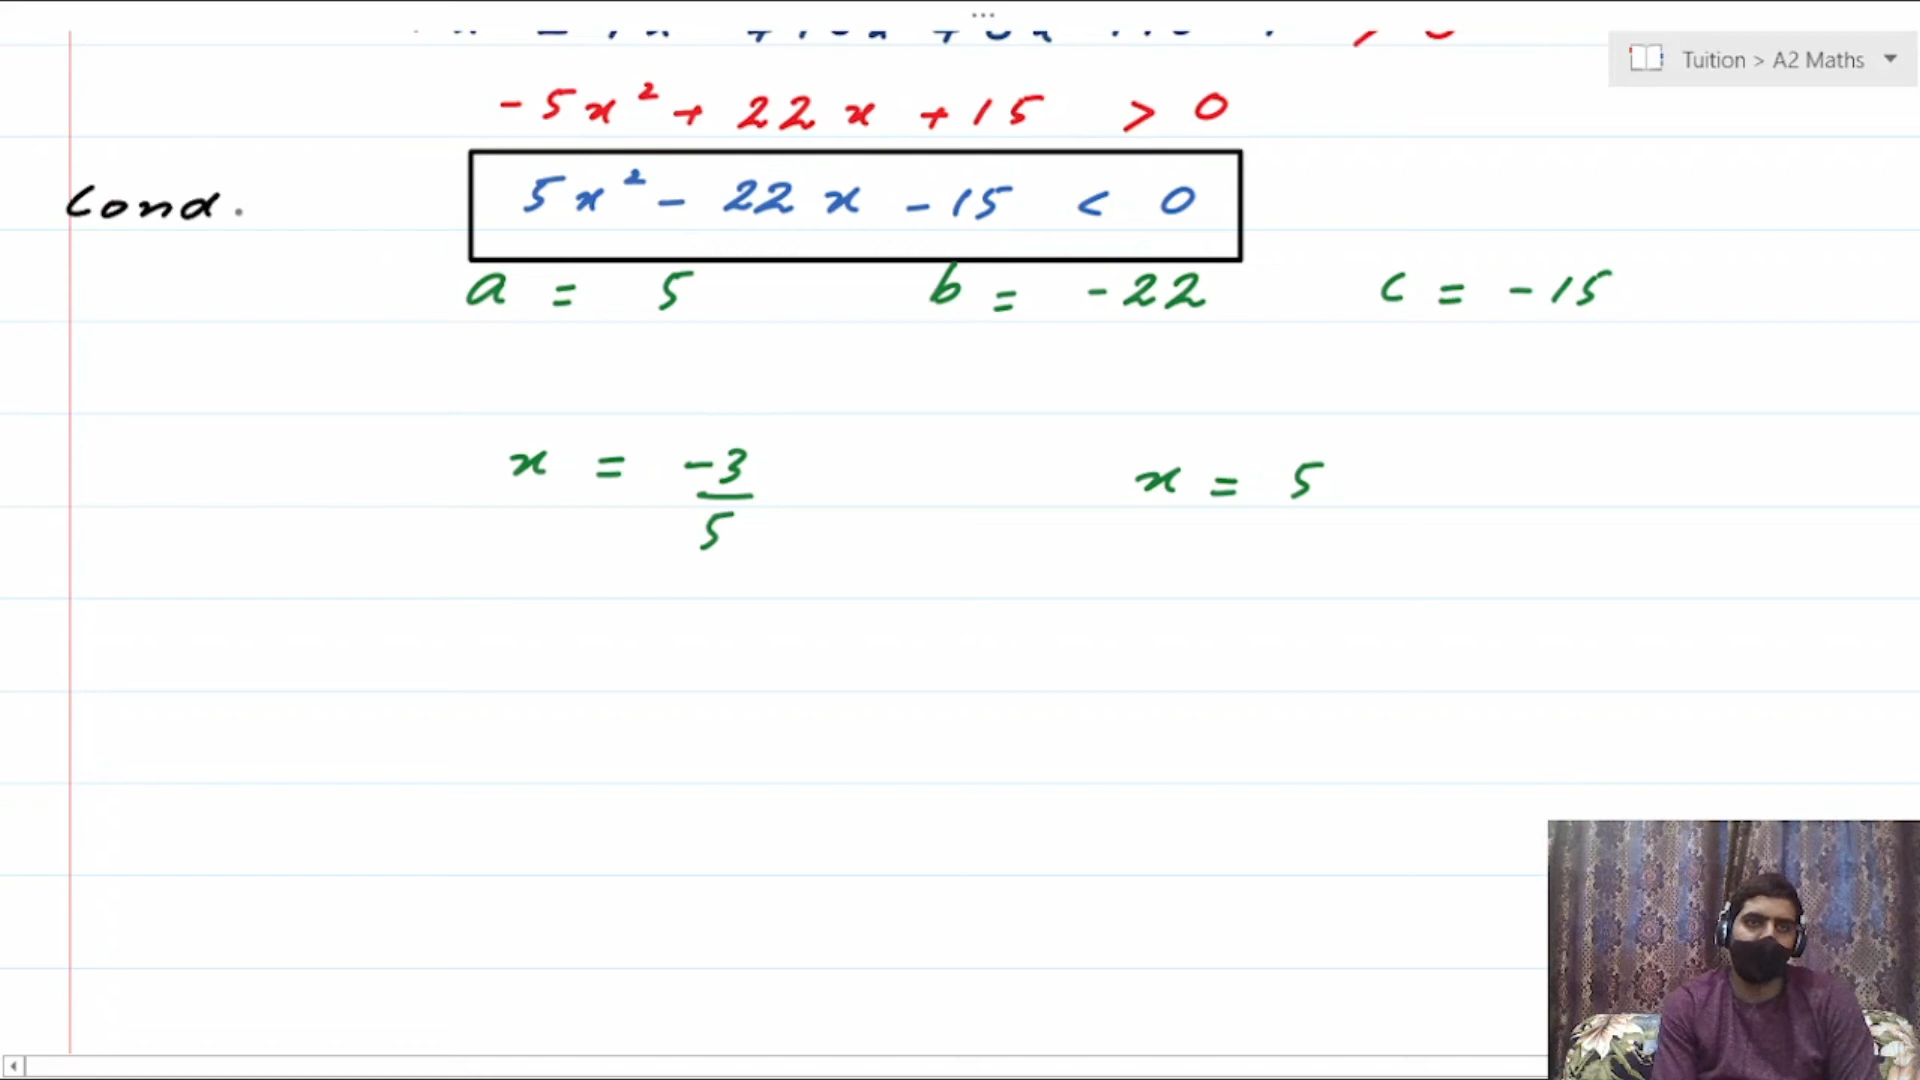 Tuition > A2 Maths
-5x² + 22x + 15 > 0
Cond. 5x² - 22x - 15 < 0
a = 5 b = -22 c = -15
x = -3/5 x = 5